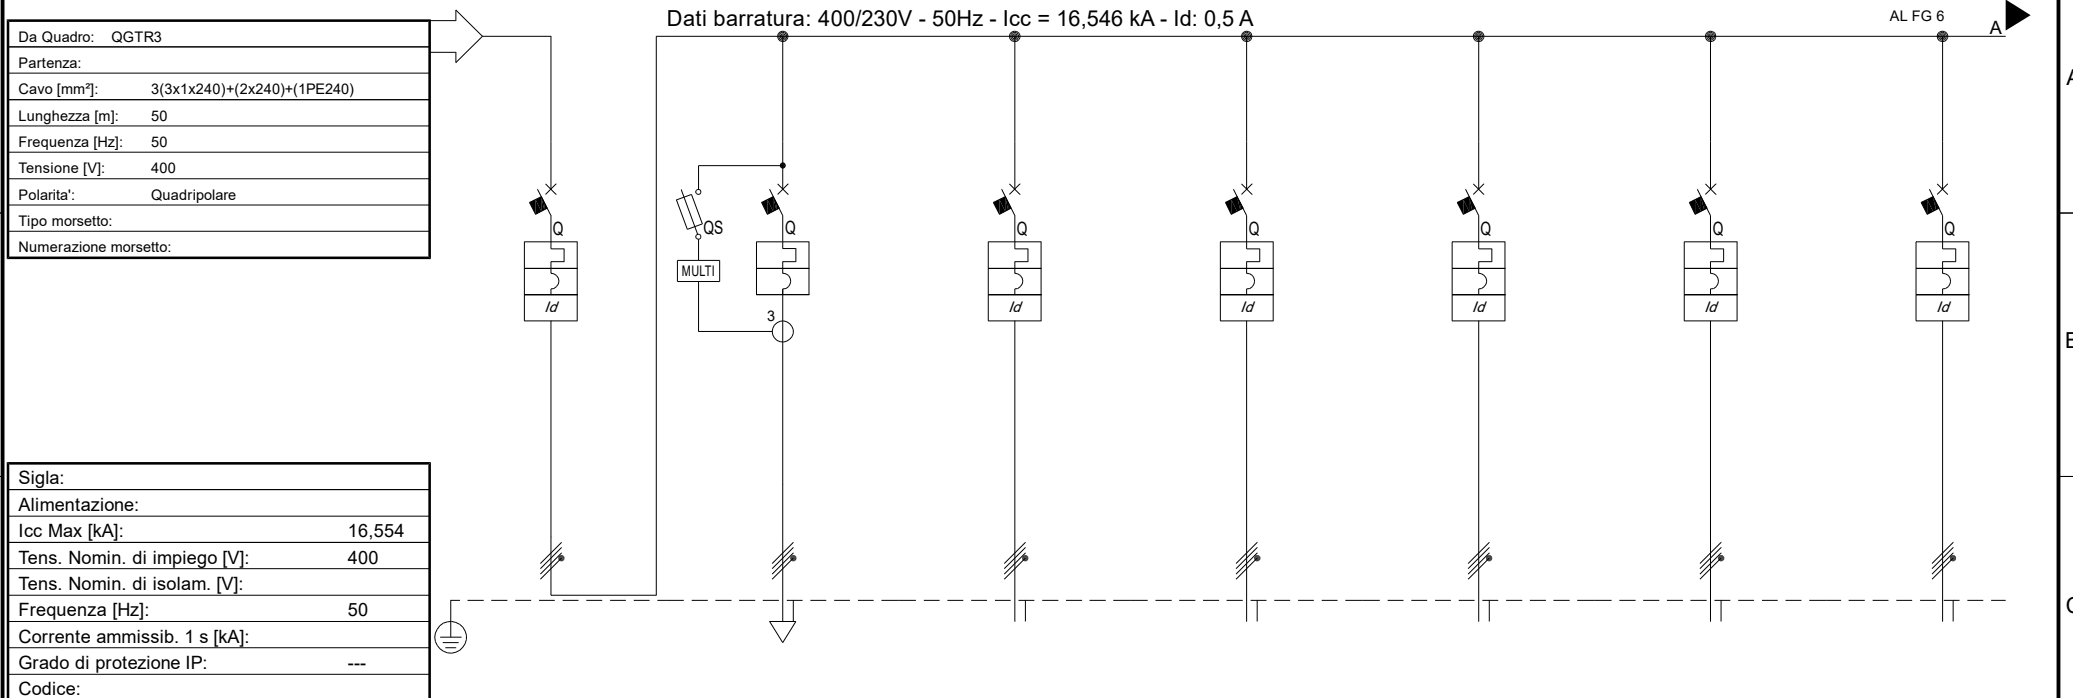 Dati barratura: 400/230V - 50Hz - Icc = 16,546 kA - Id: 0,5 A
AL FG 6
A
Da Quadro: QGTR3
Partenza:
Cavo [mm²]: 3(3x1x240)+(2x240)+(1PE240)
Lunghezza [m]: 50
Frequenza [Hz]: 50
Tensione [V]: 400
Polarita': Quadripolare
Tipo morsetto:
Numerazione morsetto:
Q QS Q Q Q Q Q Q
MULTI
Id Id Id Id Id Id
3
Sigla:
Alimentazione:
Icc Max [kA]: 16,554
Tens. Nomin. di impiego [V]: 400
Tens. Nomin. di isolam. [V]:
Frequenza [Hz]: 50
Corrente ammissib. 1 s [kA]:
Grado di protezione IP: ---
Codice: